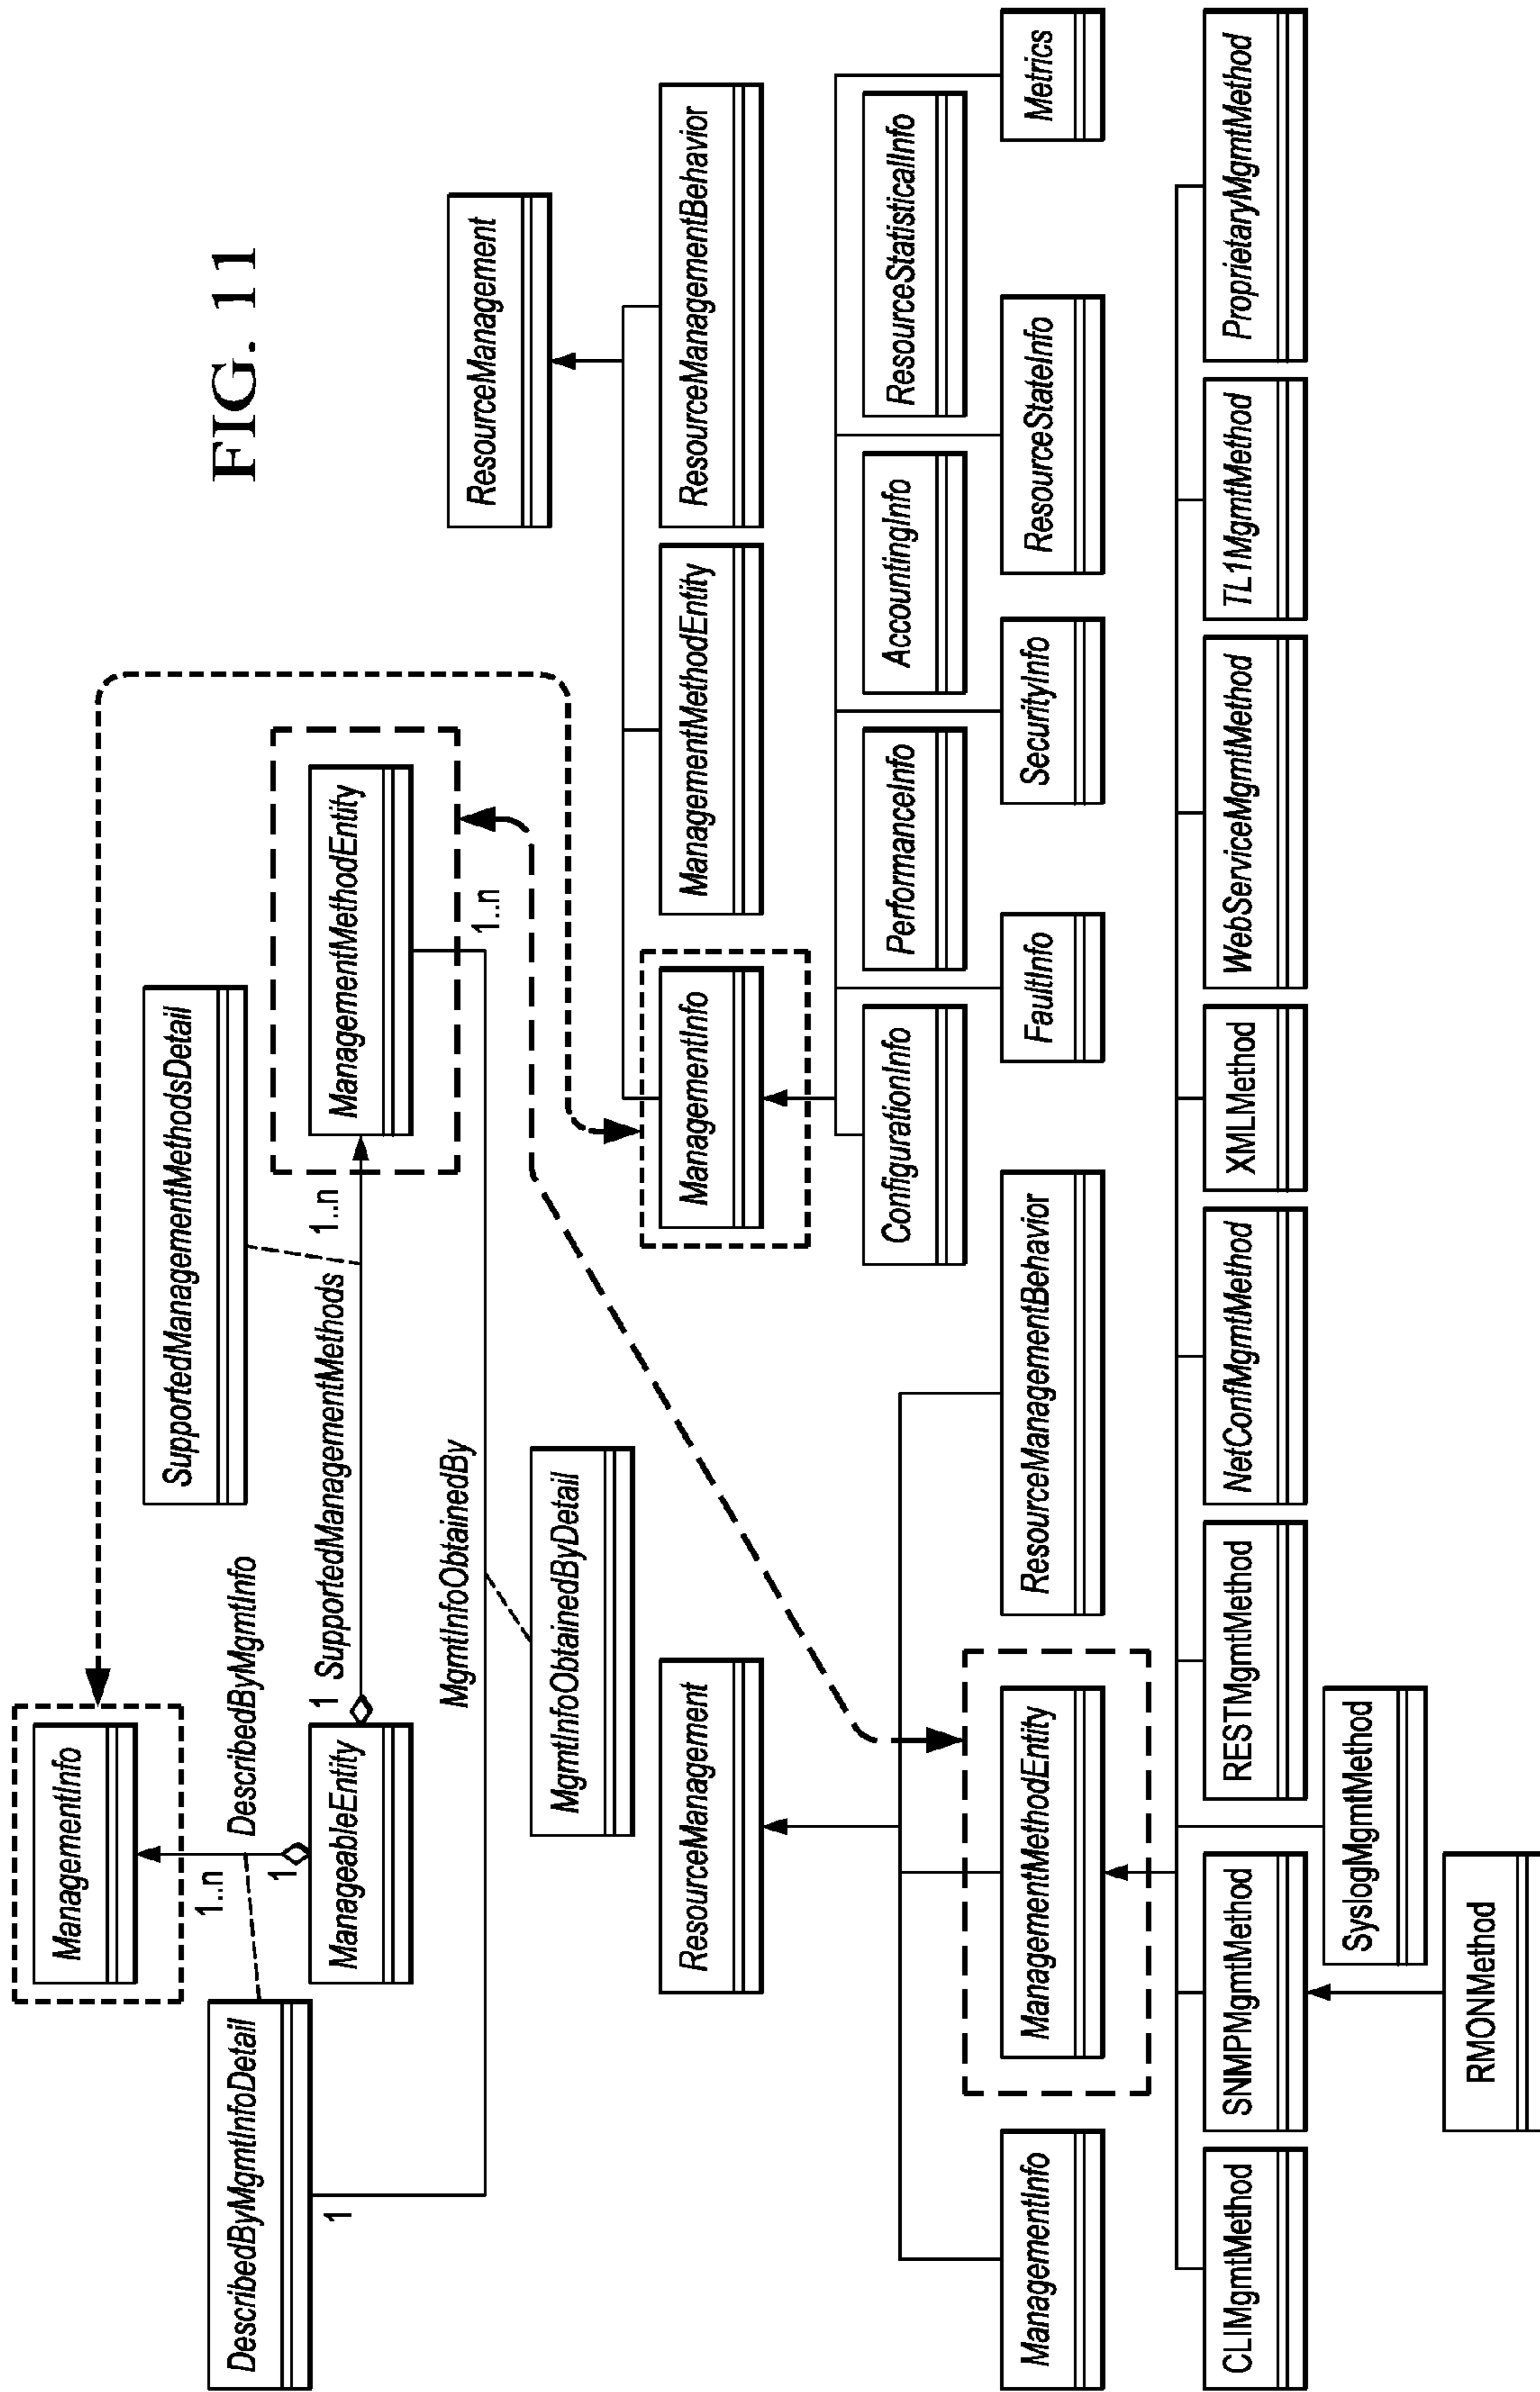 FIG. 11
ManagementInfo
1..n
DescribedByMgmtInfo
1
DescribedByMgmtInfoDetail
ManageableEntity
1
SupportedManagementMethods
1..n
SupportedManagementMethodsDetail
ManagementMethodEntity
1
MgmtInfoObtainedBy
1..n
MgmtInfoObtainedByDetail
ResourceManagement
ManagementInfo
ManagementMethodEntity
ResourceManagementBehavior
ConfigurationInfo
PerformanceInfo
AccountingInfo
ResourceStatisticalInfo
FaultInfo
SecurityInfo
ResourceStateInfo
Metrics
ResourceManagement
ManagementInfo
ManagementMethodEntity
ResourceManagementBehavior
CLIMgmtMethod
SNMPMgmtMethod
RESTMgmtMethod
NetConfMgmtMethod
XMLMethod
WebServiceMgmtMethod
TL1MgmtMethod
ProprietaryMgmtMethod
SyslogMgmtMethod
RMONMethod